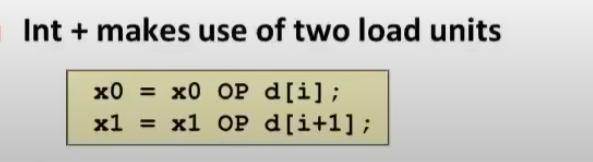 Int + makes use of two load units
x0 = x0 OP d[i];
x1 = x1 OP d[i+1];